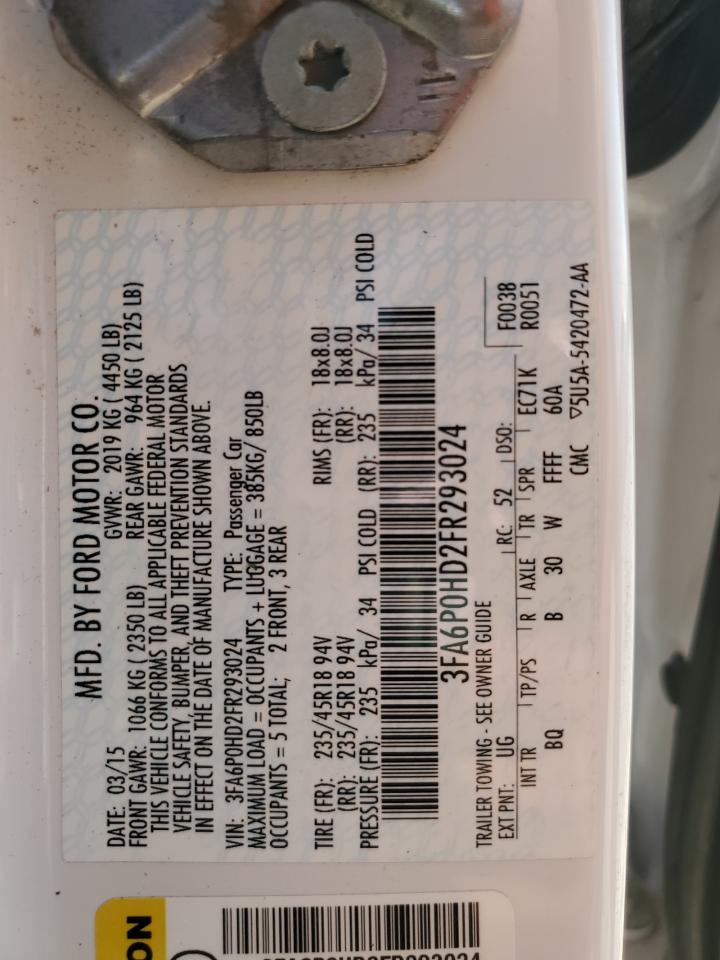 MFD. BY FORD MOTOR CO.
DATE: 03/15 GVWR: 2019 KG ( 4450 LB)
FRONT GAWR: 1066 KG ( 2350 LB) REAR GAWR: 964 KG ( 2125 LB)
THIS VEHICLE CONFORMS TO ALL APPLICABLE FEDERAL MOTOR
VEHICLE SAFETY, BUMPER, AND THEFT PREVENTION STANDARDS
IN EFFECT ON THE DATE OF MANUFACTURE SHOWN ABOVE.
VIN: 3FA6P0HD2FR293024 TYPE: Passenger Car
MAXIMUM LOAD = OCCUPANTS + LUGGAGE = 385KG/ 850LB
OCCUPANTS = 5 TOTAL; 2 FRONT, 3 REAR
TIRE (FR): 235/45R18 94V RIMS (FR): 18x8.0J
(RR): 235/45R18 94V (RR): 18x8.0J
PRESSURE (FR): 235 kPa/ 34 PSI COLD (RR): 235 kPa/ 34 PSI COLD
3FA6P0HD2FR293024
TRAILER TOWING - SEE OWNER GUIDE
EXT PNT: UG RC: 52 DSO: F0038
INT TR TP/PS R AXLE TR SPR EC71K R0051
BQ B 30 W FFFF 60A
CMC ▽5U5A-5420472-AA
ON